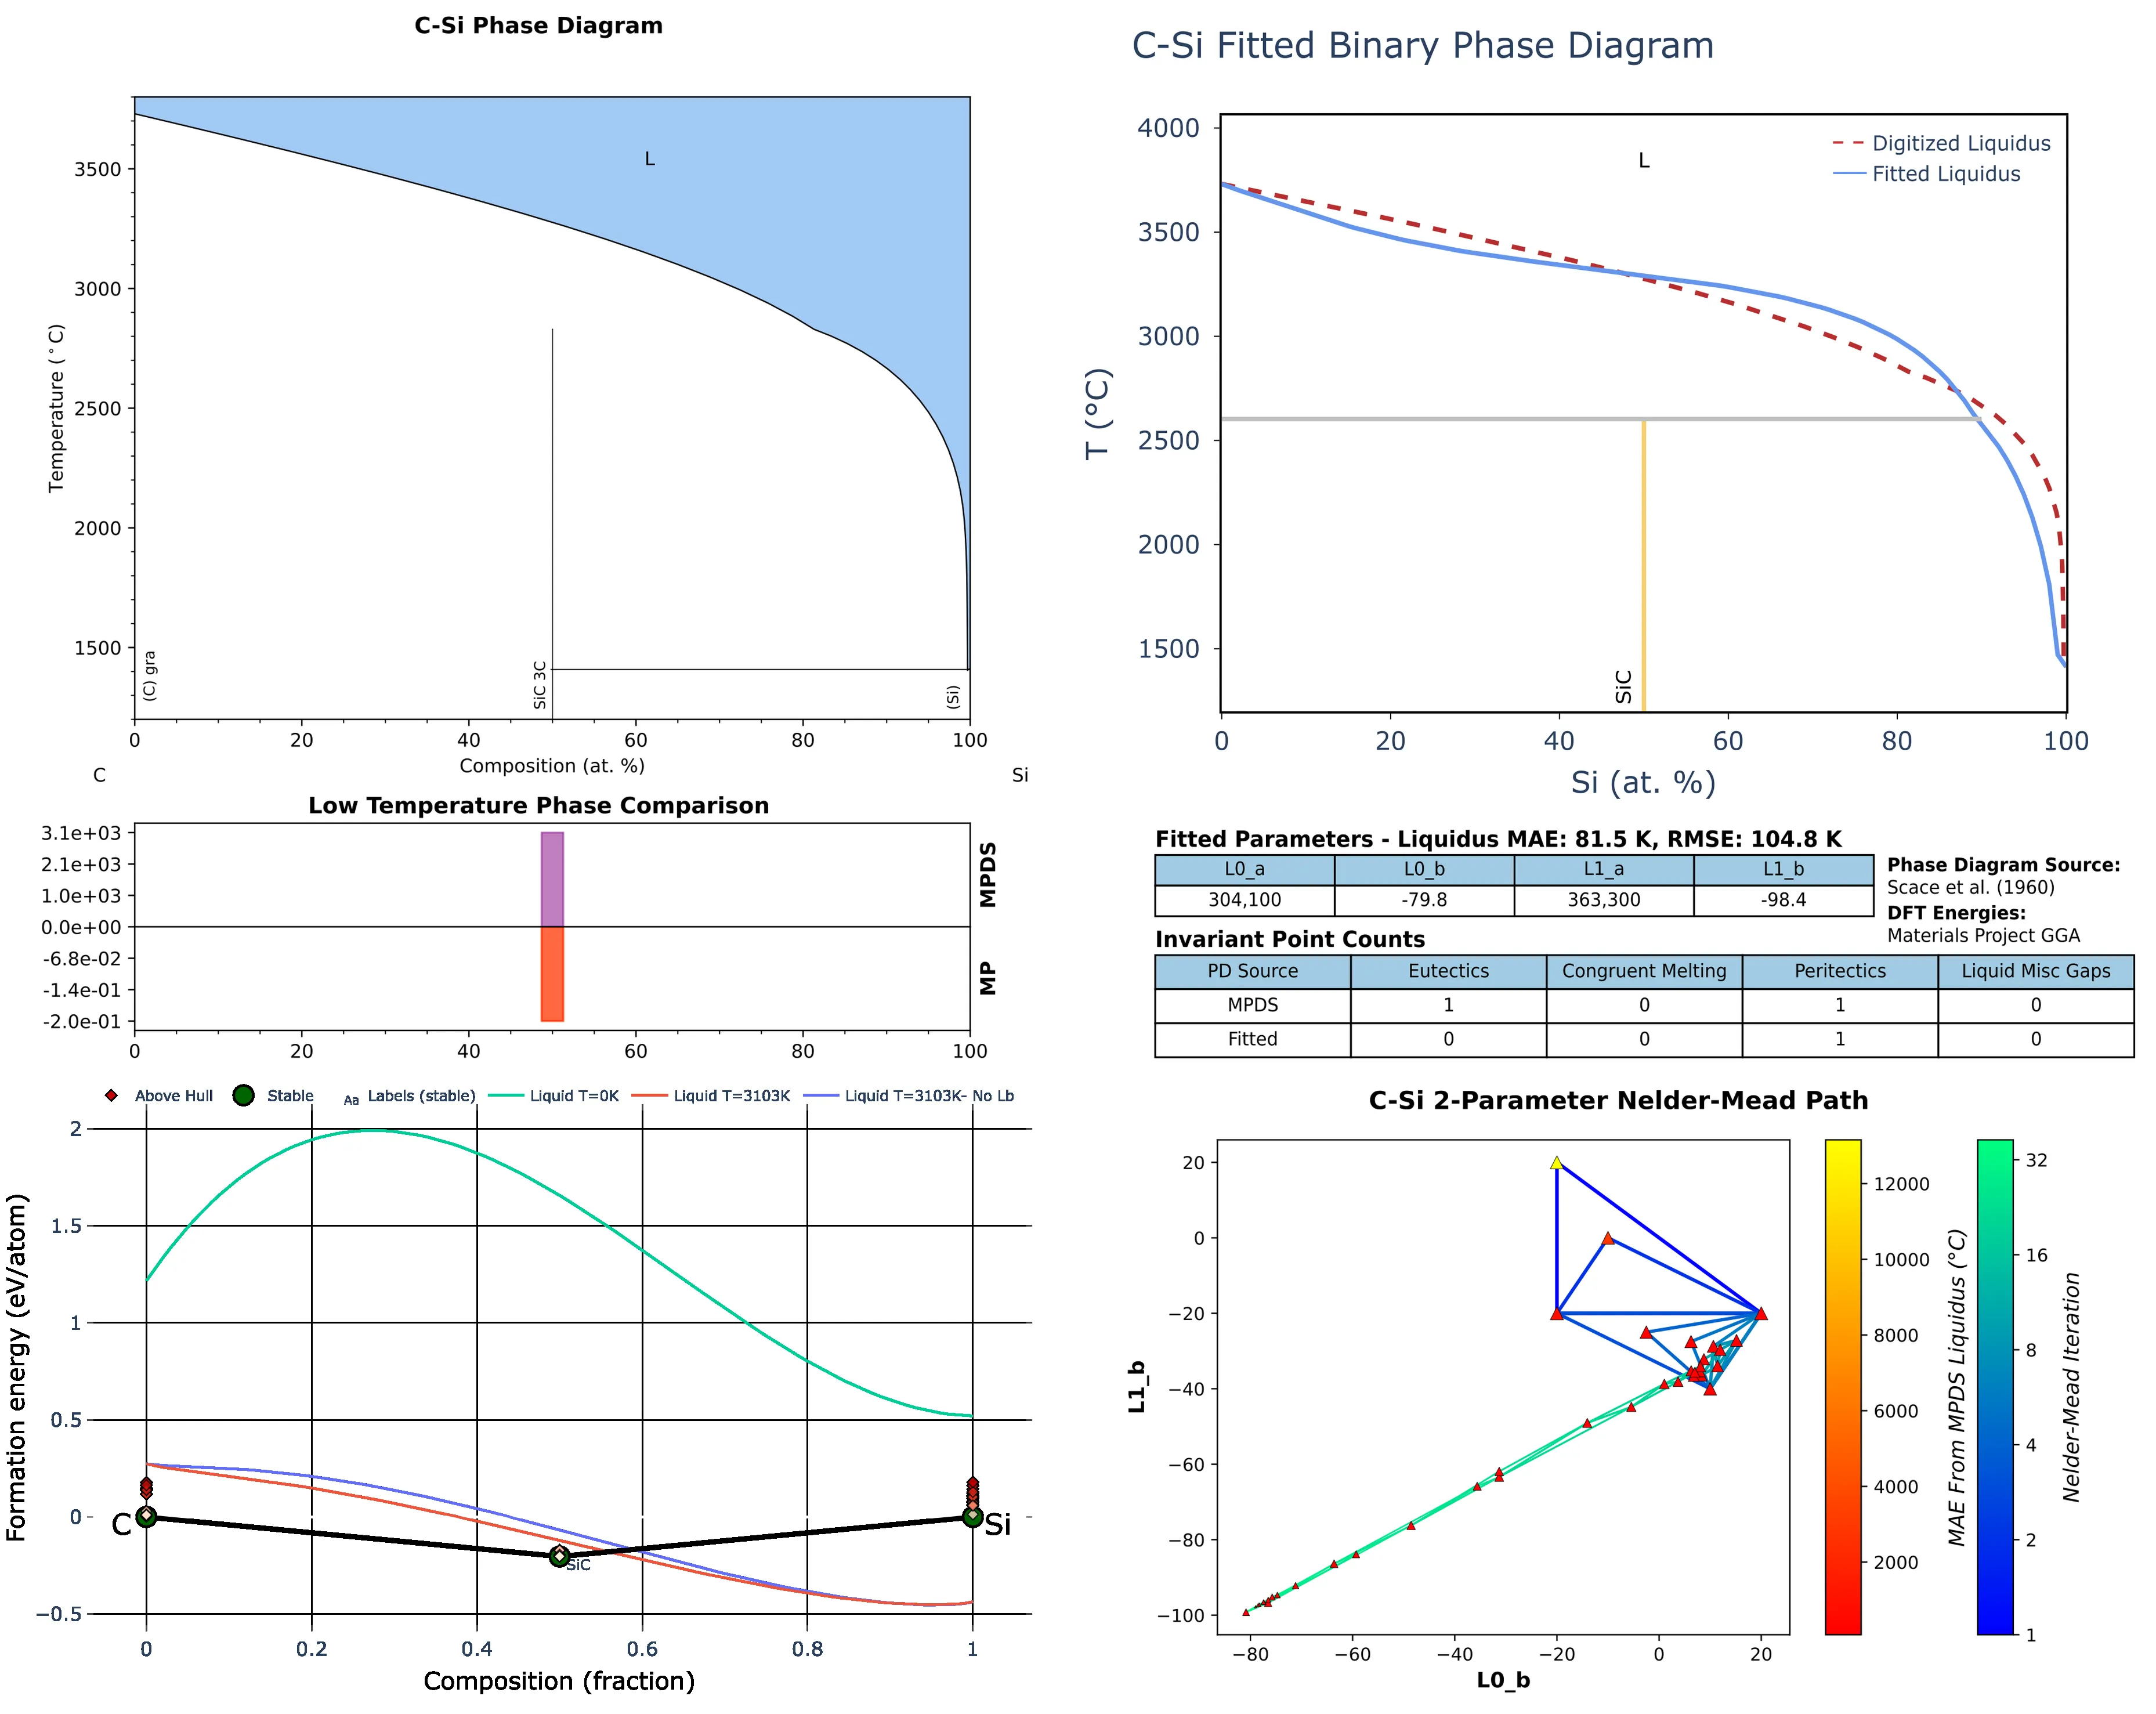 C-Si Phase Diagram
3500
3000
2500
2000
1500
Temperature (°C)
L
(C) gra
SiC 3C
(Si)
0 20 40 60 80 100
Composition (at. %)
C Si
C-Si Fitted Binary Phase Diagram
4000
3500
3000
2500
2000
1500
T (°C)
L
Digitized Liquidus
Fitted Liquidus
SiC
0 20 40 60 80 100
Si (at. %)
Low Temperature Phase Comparison
3.1e+03
2.1e+03
1.0e+03
0.0e+00
-6.8e-02
-1.4e-01
-2.0e-01
MPDS
MP
0 20 40 60 80 100
Fitted Parameters - Liquidus MAE: 81.5 K, RMSE: 104.8 K
L0_a L0_b L1_a L1_b
304,100 -79.8 363,300 -98.4
Phase Diagram Source:
Scace et al. (1960)
DFT Energies:
Materials Project GGA
Invariant Point Counts
PD Source Eutectics Congruent Melting Peritectics Liquid Misc Gaps
MPDS 1 0 1 0
Fitted 0 0 1 0
Above Hull Stable Aa Labels (stable) Liquid T=0K Liquid T=3103K Liquid T=3103K- No Lb
2
1.5
1
0.5
0
−0.5
Formation energy (eV/atom)
C
SiC
Si
0 0.2 0.4 0.6 0.8 1
Composition (fraction)
C-Si 2-Parameter Nelder-Mead Path
20
0
−20
−40
−60
−80
−100
L1_b
−80 −60 −40 −20 0 20
L0_b
12000
10000
8000
6000
4000
2000
MAE From MPDS Liquidus (°C)
32
16
8
4
2
1
Nelder-Mead Iteration